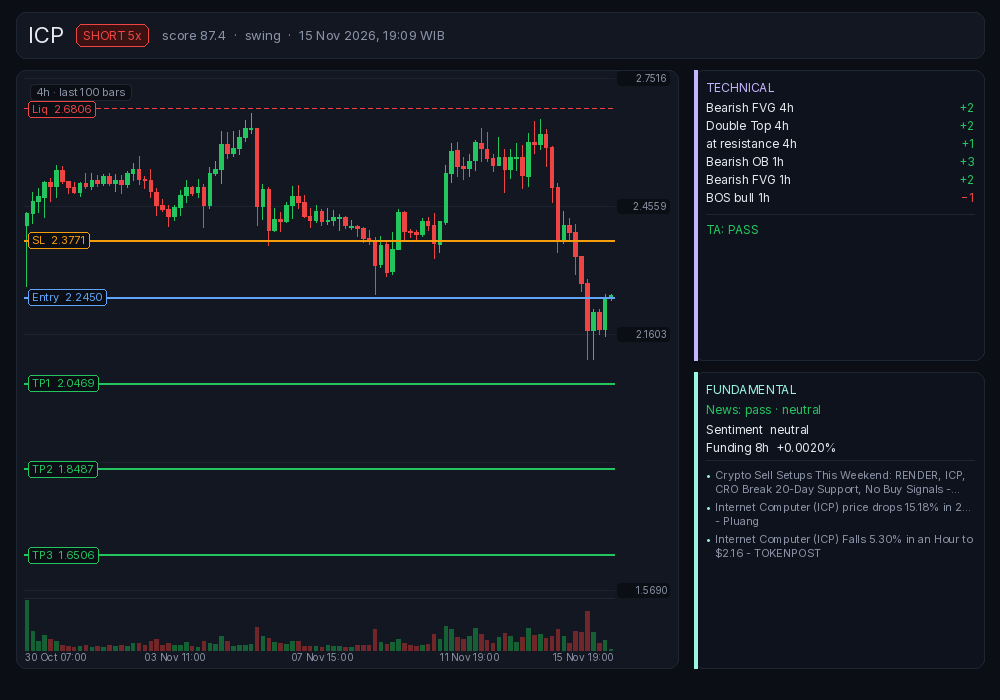 ICP SHORT 5x score 87.4 · swing · 15 Nov 2026, 19:09 WIB
4h · last 100 bars
2.7516
Liq 2.6806
2.4559
SL 2.3771
Entry 2.2450
2.1603
TP1 2.0469
TP2 1.8487
TP3 1.6506
1.5690
30 Oct 07:00 03 Nov 11:00 07 Nov 15:00 11 Nov 19:00 15 Nov 19:00
TECHNICAL
Bearish FVG 4h +2
Double Top 4h +2
at resistance 4h +1
Bearish OB 1h +3
Bearish FVG 1h +2
BOS bull 1h −1
TA: PASS
FUNDAMENTAL
News: pass · neutral
Sentiment neutral
Funding 8h +0.0020%
• Crypto Sell Setups This Weekend: RENDER, ICP,
CRO Break 20-Day Support, No Buy Signals -...
• Internet Computer (ICP) price drops 15.18% in 2...
- Pluang
• Internet Computer (ICP) Falls 5.30% in an Hour to
$2.16 - TOKENPOST